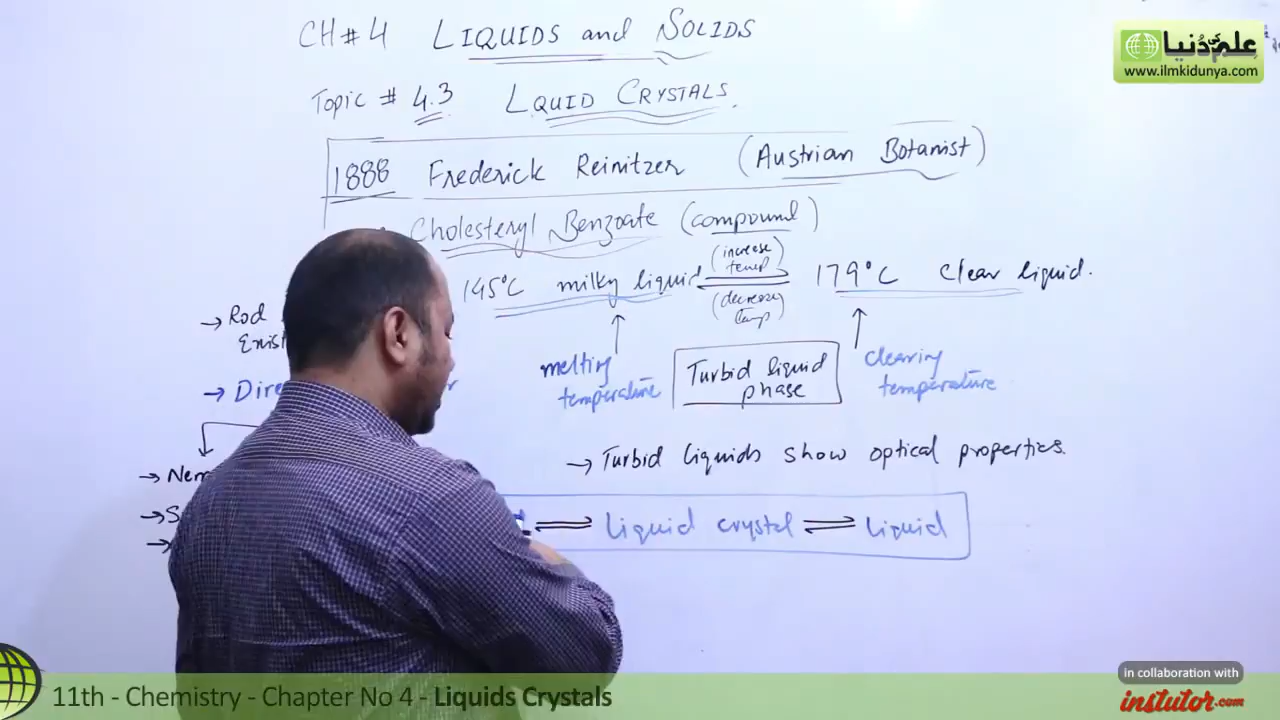 CH # 4 LIQUIDS and SOLIDS
علم کی دنیا
www.ilmkidunya.com
Topic # 4.3 LQUID CRYSTALS.
1888 Frederick Reinitzer (Austrian Botanist)
Cholesteryl Benzoate (compound)
145°C milky liquid (increase temp) ⇌ (decrease temp) 179°C Clear liquid.
→ Rod
Exist
melting temperature
Turbid liquid phase
clearing temperature
→ Dire
→ Nem
→ S
→
→ Turbid liquids show optical properties.
⇌ liquid crystal ⇌ liquid
in collaboration with
instutor.com
11th - Chemistry - Chapter No 4 - Liquids Crystals